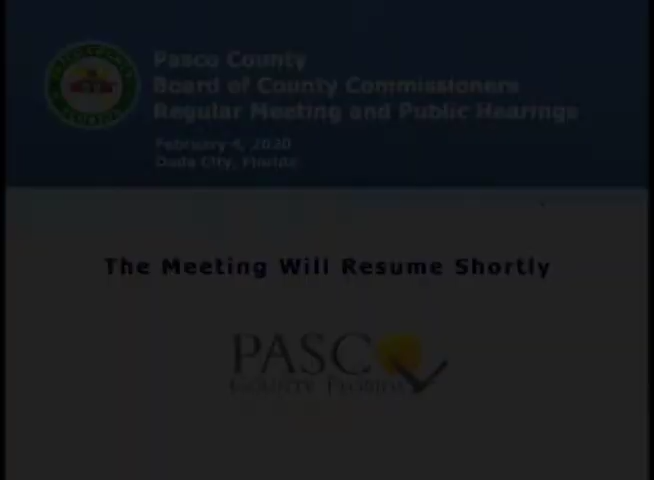 Pasco County
Board of County Commissioners
Regular Meeting and Public Hearings
February 4, 2020
Dade City, Florida
The Meeting Will Resume Shortly
PASCO
COUNTY, FLORIDA